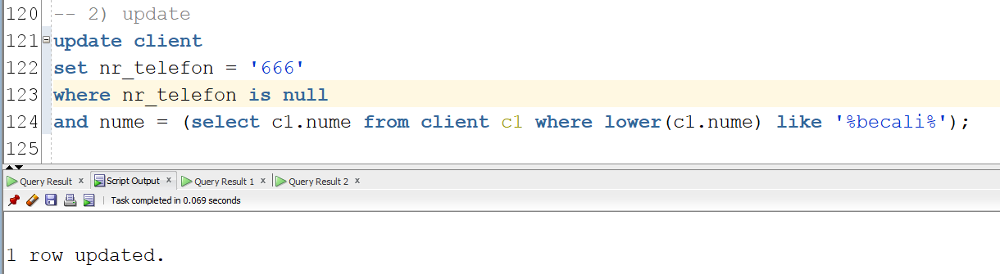 120 -- 2) update
121 update client
122 set nr_telefon = '666'
123 where nr_telefon is null
124 and nume = (select c1.nume from client c1 where lower(c1.nume) like '%becali%');
125
Query Result x Script Output x Query Result 1 x Query Result 2 x
Task completed in 0.069 seconds
1 row updated.